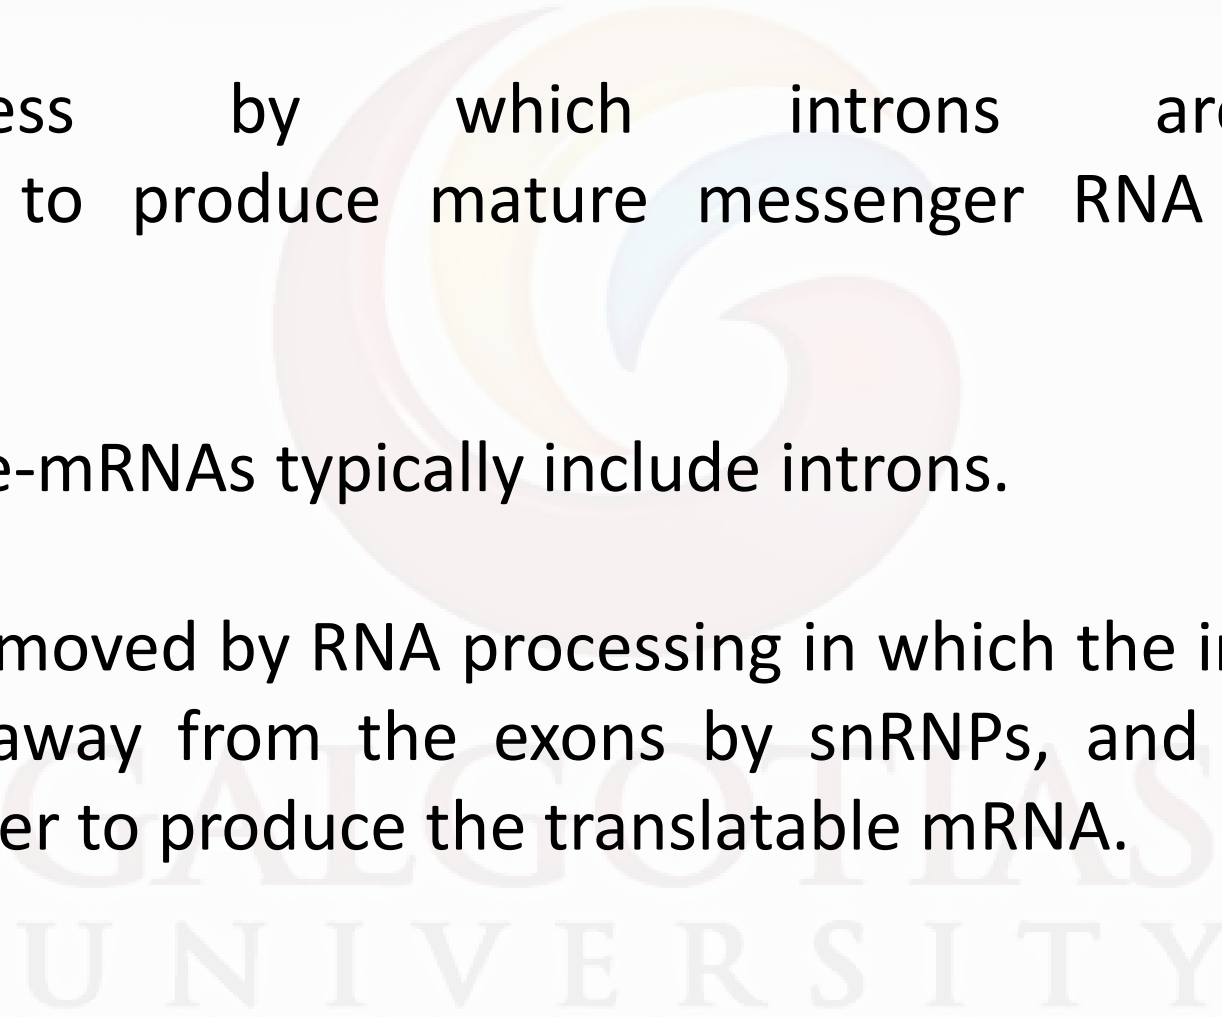 ess by which introns are
to produce mature messenger RNA
e-mRNAs typically include introns.
moved by RNA processing in which the in
away from the exons by snRNPs, and
er to produce the translatable mRNA.
GALGOTIAS
UNIVERSITY